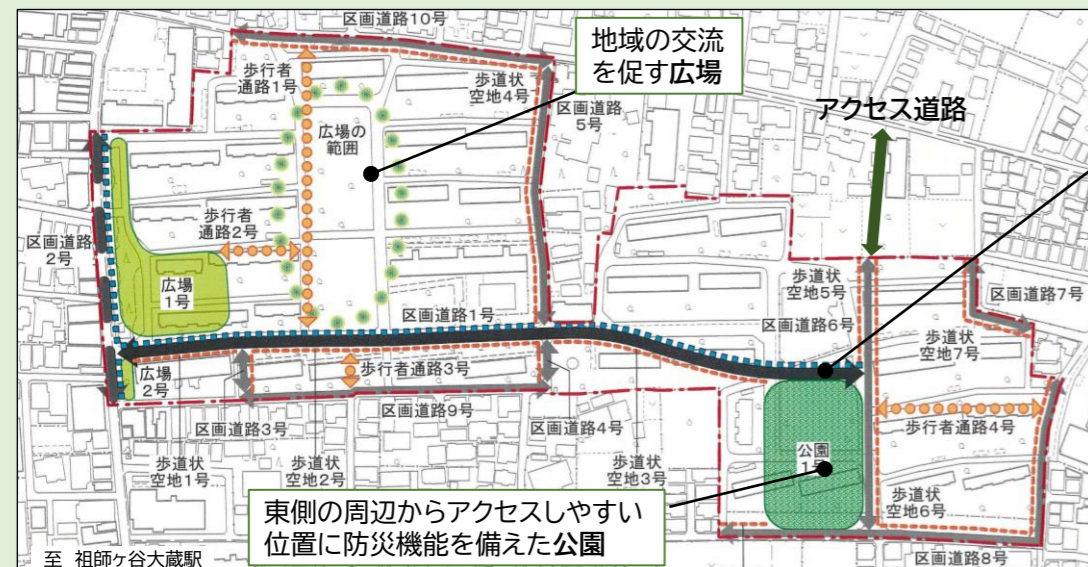 区画道路10号
地域の交流
を促す広場
歩行者
通路1号
歩道状
空地4号
区画道路
5号
アクセス道路
広場の
範囲
歩行者
通路2号
区画道路
2号
広場
1号
区画道路1号
歩道状
空地5号
区画道路6号
区画道路7号
歩道状
空地7号
広場
2号
歩行者通路3号
区画道路3号
区画道路9号
区画道路4号
歩行者通路4号
歩道状
空地1号
歩道状
空地2号
歩道状
空地3号
公園
1号
歩道状
空地6号
東側の周辺からアクセスしやすい
位置に防災機能を備えた公園
区画道路8号
至 祖師ヶ谷大蔵駅